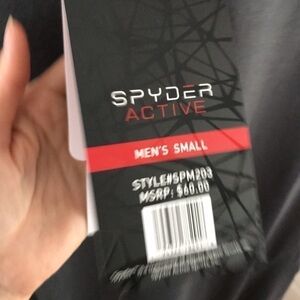 SPYDER
ACTIVE
MEN'S SMALL
STYLE#SPM203
MSRP: $60.00